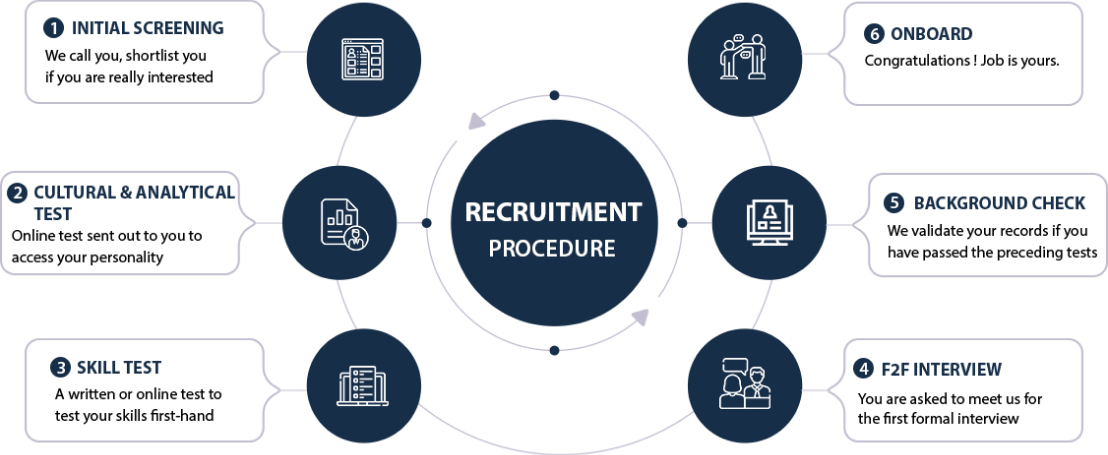 1 INITIAL SCREENING
We call you, shortlist you
if you are really interested
2 CULTURAL & ANALYTICAL
TEST
Online test sent out to you to
access your personality
3 SKILL TEST
A written or online test to
test your skills first-hand
RECRUITMENT
PROCEDURE
4 F2F INTERVIEW
You are asked to meet us for
the first formal interview
5 BACKGROUND CHECK
We validate your records if you
have passed the preceding tests
6 ONBOARD
Congratulations ! Job is yours.